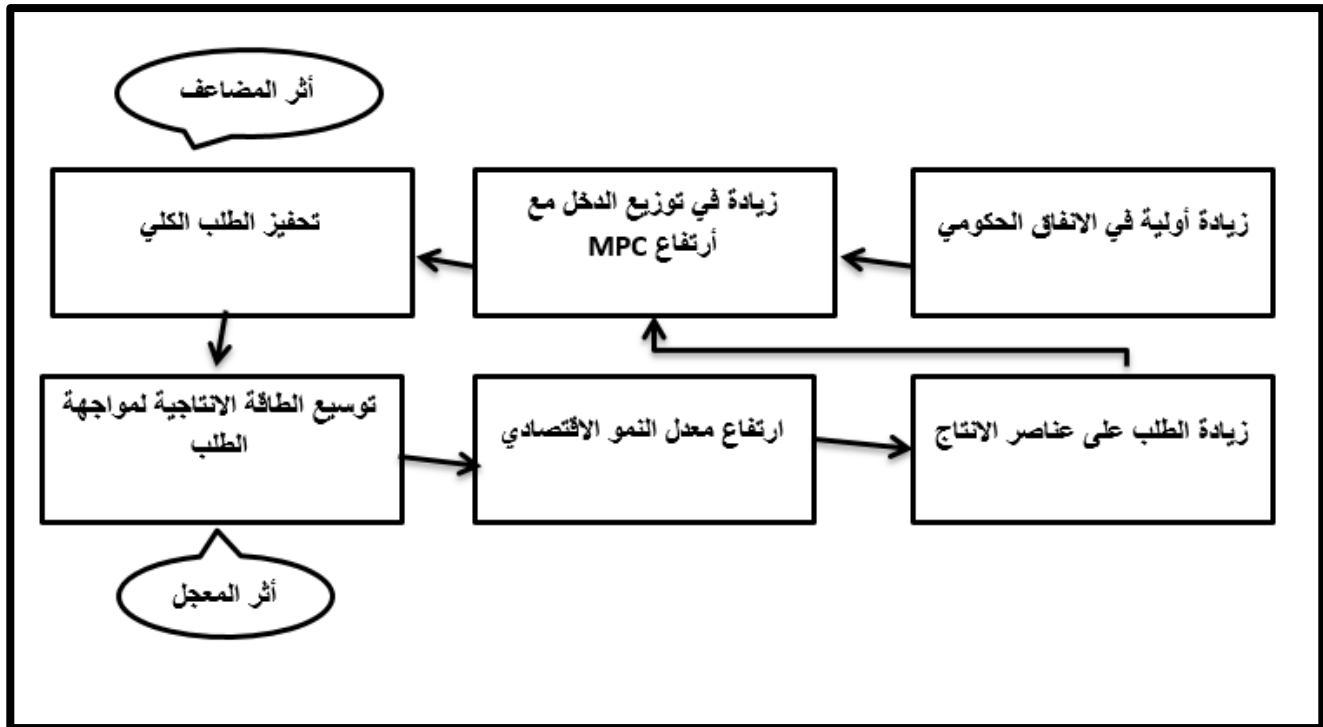 أثر المضاعف
زيادة أولية في الانفاق الحكومي
زيادة في توزيع الدخل مع
أرتفاع MPC
تحفيز الطلب الكلي
توسيع الطاقة الانتاجية لمواجهة
الطلب
ارتفاع معدل النمو الاقتصادي
زيادة الطلب على عناصر الانتاج
أثر المعجل